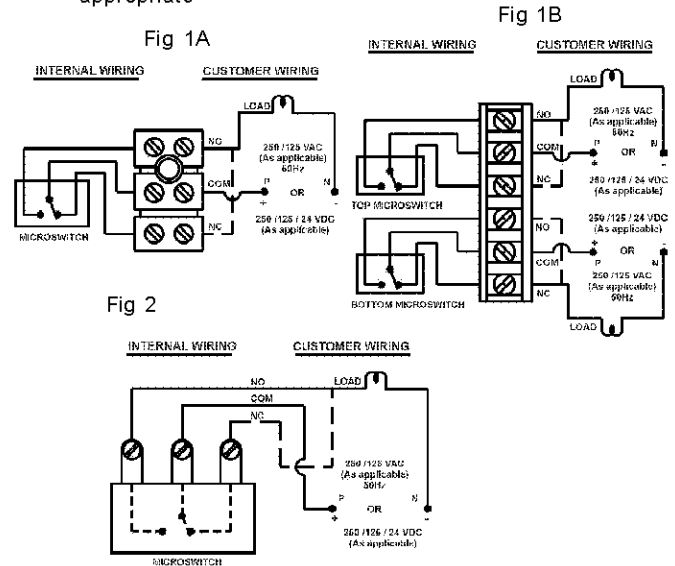 appropriate
Fig 1A
INTERNAL WIRING
CUSTOMER WIRING
LOAD
NO
COM
NC
250 /125 VAC
(As applicable)
50Hz
P
OR
N
+
-
250 /125 / 24 VDC
(As applicable)
MICROSWITCH
Fig 1B
INTERNAL WIRING
CUSTOMER WIRING
LOAD
NO
COM
NC
250 /125 VAC
(As applicable)
50Hz
P
OR
N
+
-
250 /125 / 24 VDC
(As applicable)
TOP MICROSWITCH
NO
COM
NC
250 /125 / 24 VDC
(As applicable)
+
-
OR
P
N
250 /125 VAC
(As applicable)
50Hz
BOTTOM MICROSWITCH
LOAD
Fig 2
INTERNAL WIRING
CUSTOMER WIRING
NO
LOAD
COM
NC
250 /125 VAC
(As applicable)
50Hz
P
OR
N
+
-
250 /125 / 24 VDC
(As applicable)
MICROSWITCH